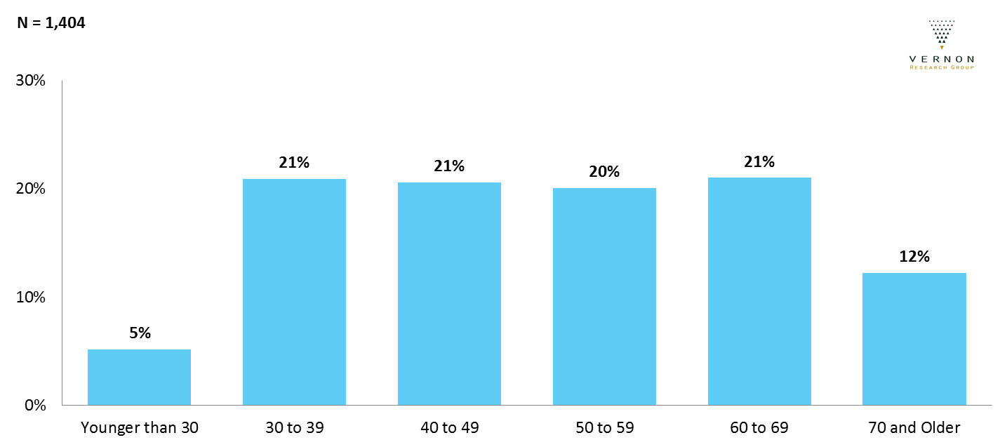 N = 1,404
VERNON
RESEARCH GROUP
30%
21%
21%
20%
21%
20%
12%
10%
5%
0%
Younger than 30
30 to 39
40 to 49
50 to 59
60 to 69
70 and Older